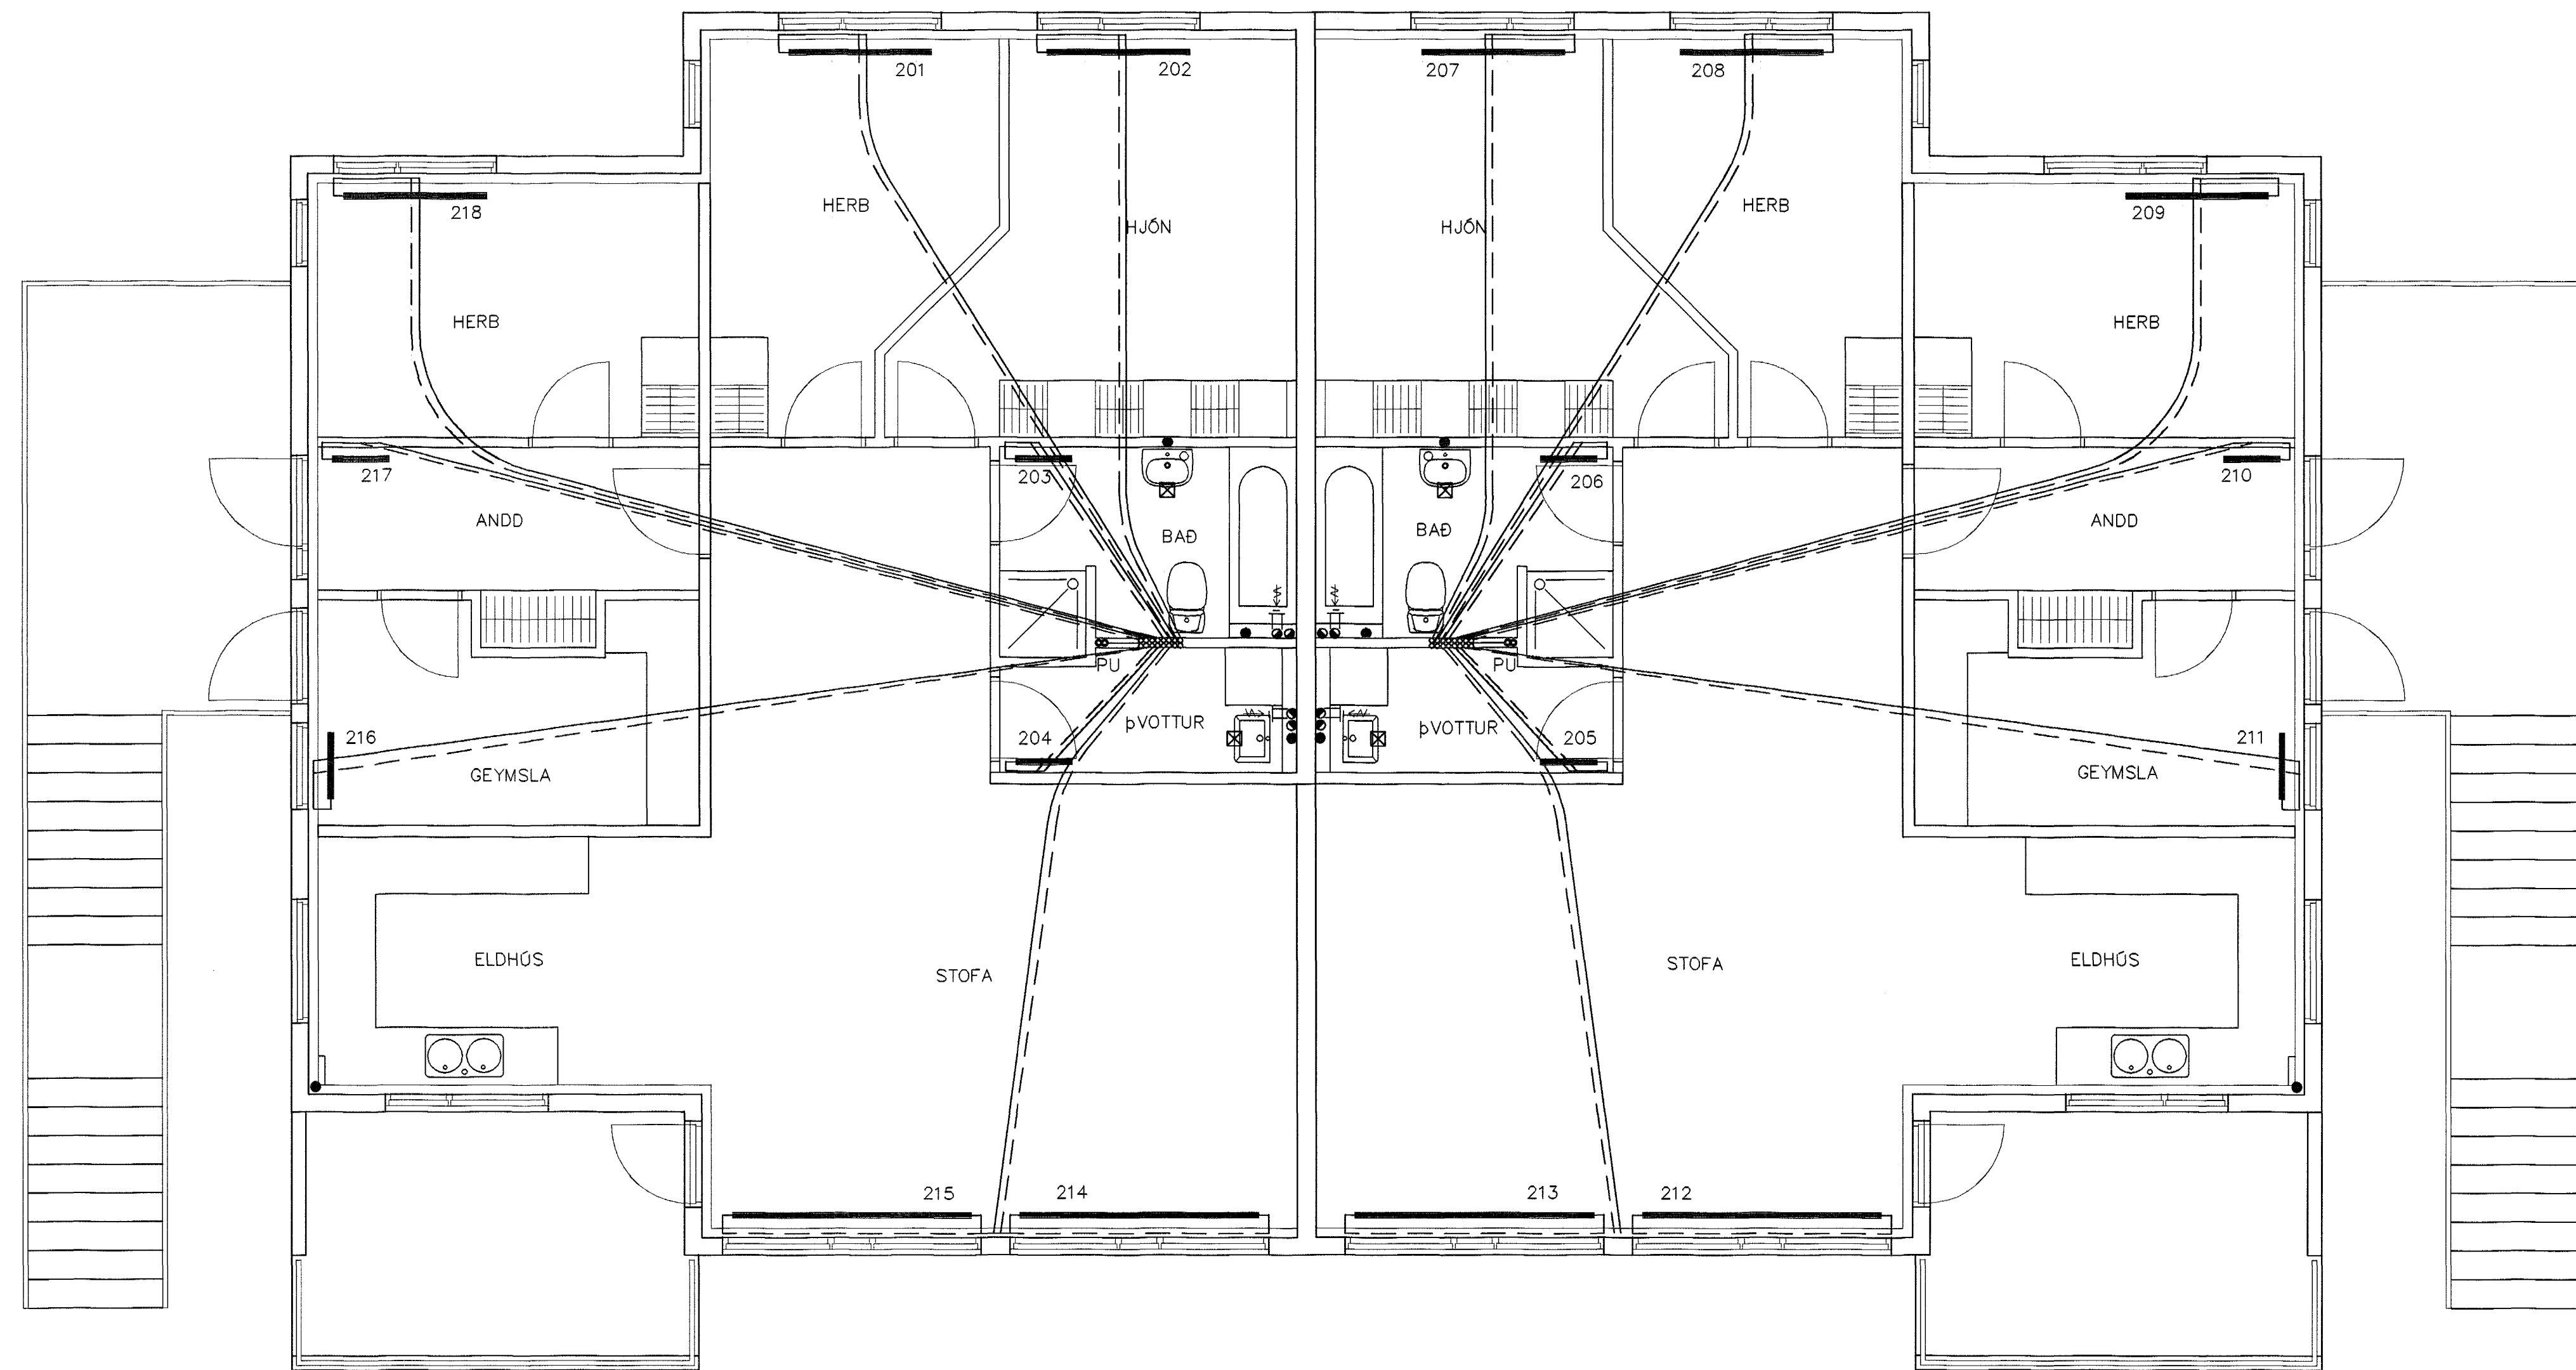 201
202
207
208
218
209
HERB
HJÓN
HJÓN
HERB
HERB
HERB
217
203
206
210
ANDD
BAÐ
BAÐ
ANDD
PU
PU
216
204
ÞVOTTUR
ÞVOTTUR
205
211
GEYMSLA
GEYMSLA
ELDHÚS
STOFA
STOFA
ELDHÚS
215
214
213
212